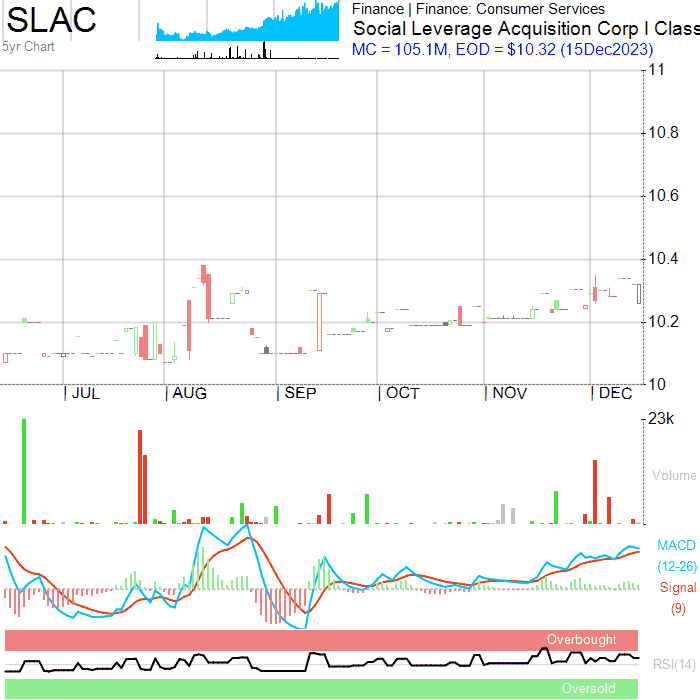 SLAC
5yr Chart
Finance | Finance: Consumer Services
Social Leverage Acquisition Corp I Class
MC = 105.1M, EOD = $10.32 (15Dec2023)
11
10.8
10.6
10.4
10.2
10
| JUL
| AUG
| SEP
| OCT
| NOV
| DEC
23k
Volume
MACD
(12-26)
Signal
(9)
Overbought
RSI(14)
Oversold